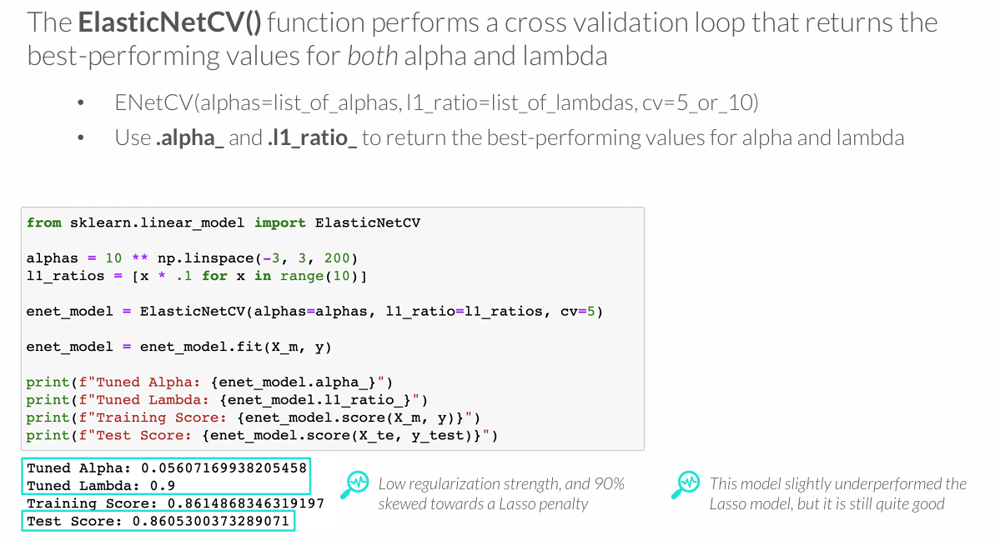 The ElasticNetCV() function performs a cross validation loop that returns the
best-performing values for both alpha and lambda
• ENetCV(alphas=list_of_alphas, l1_ratio=list_of_lambdas, cv=5_or_10)
• Use .alpha_ and .l1_ratio_ to return the best-performing values for alpha and lambda
from sklearn.linear_model import ElasticNetCV
alphas = 10 ** np.linspace(-3, 3, 200)
l1_ratios = [x * .1 for x in range(10)]
enet_model = ElasticNetCV(alphas=alphas, l1_ratio=l1_ratios, cv=5)
enet_model = enet_model.fit(X_m, y)
print(f"Tuned Alpha: {enet_model.alpha_}")
print(f"Tuned Lambda: {enet_model.l1_ratio_}")
print(f"Training Score: {enet_model.score(X_m, y)}")
print(f"Test Score: {enet_model.score(X_te, y_test)}")
Tuned Alpha: 0.05607169938205458
Tuned Lambda: 0.9
Training Score: 0.8614868346319197
Test Score: 0.8605300373289071
Low regularization strength, and 90%
skewed towards a Lasso penalty
This model slightly underperformed the
Lasso model, but it is still quite good